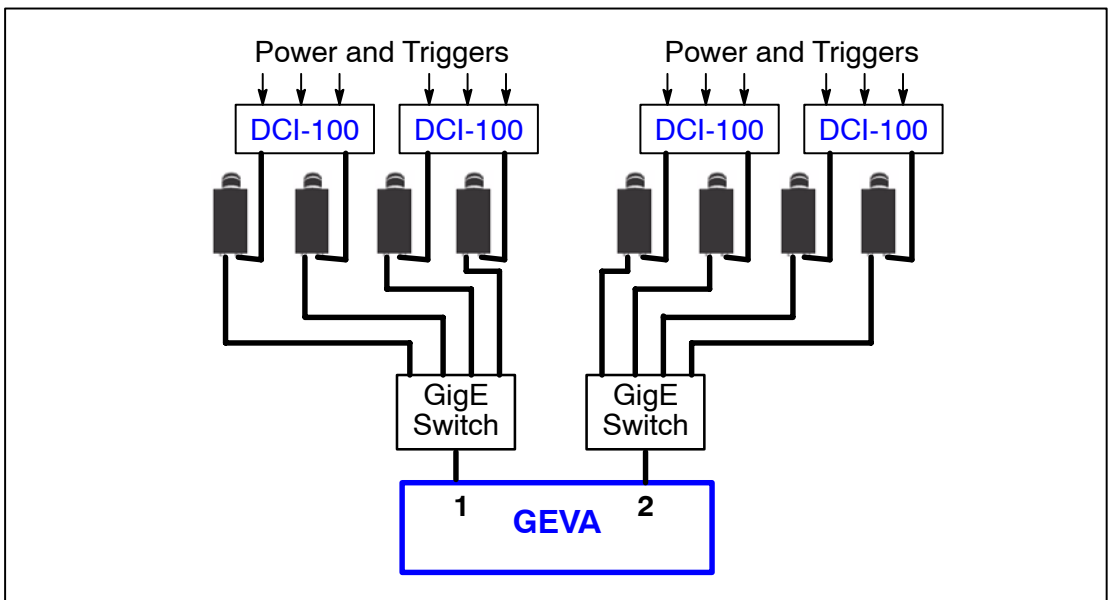 Power and Triggers
Power and Triggers
DCI-100
DCI-100
DCI-100
DCI-100
GigE
Switch
GigE
Switch
1
GEVA
2